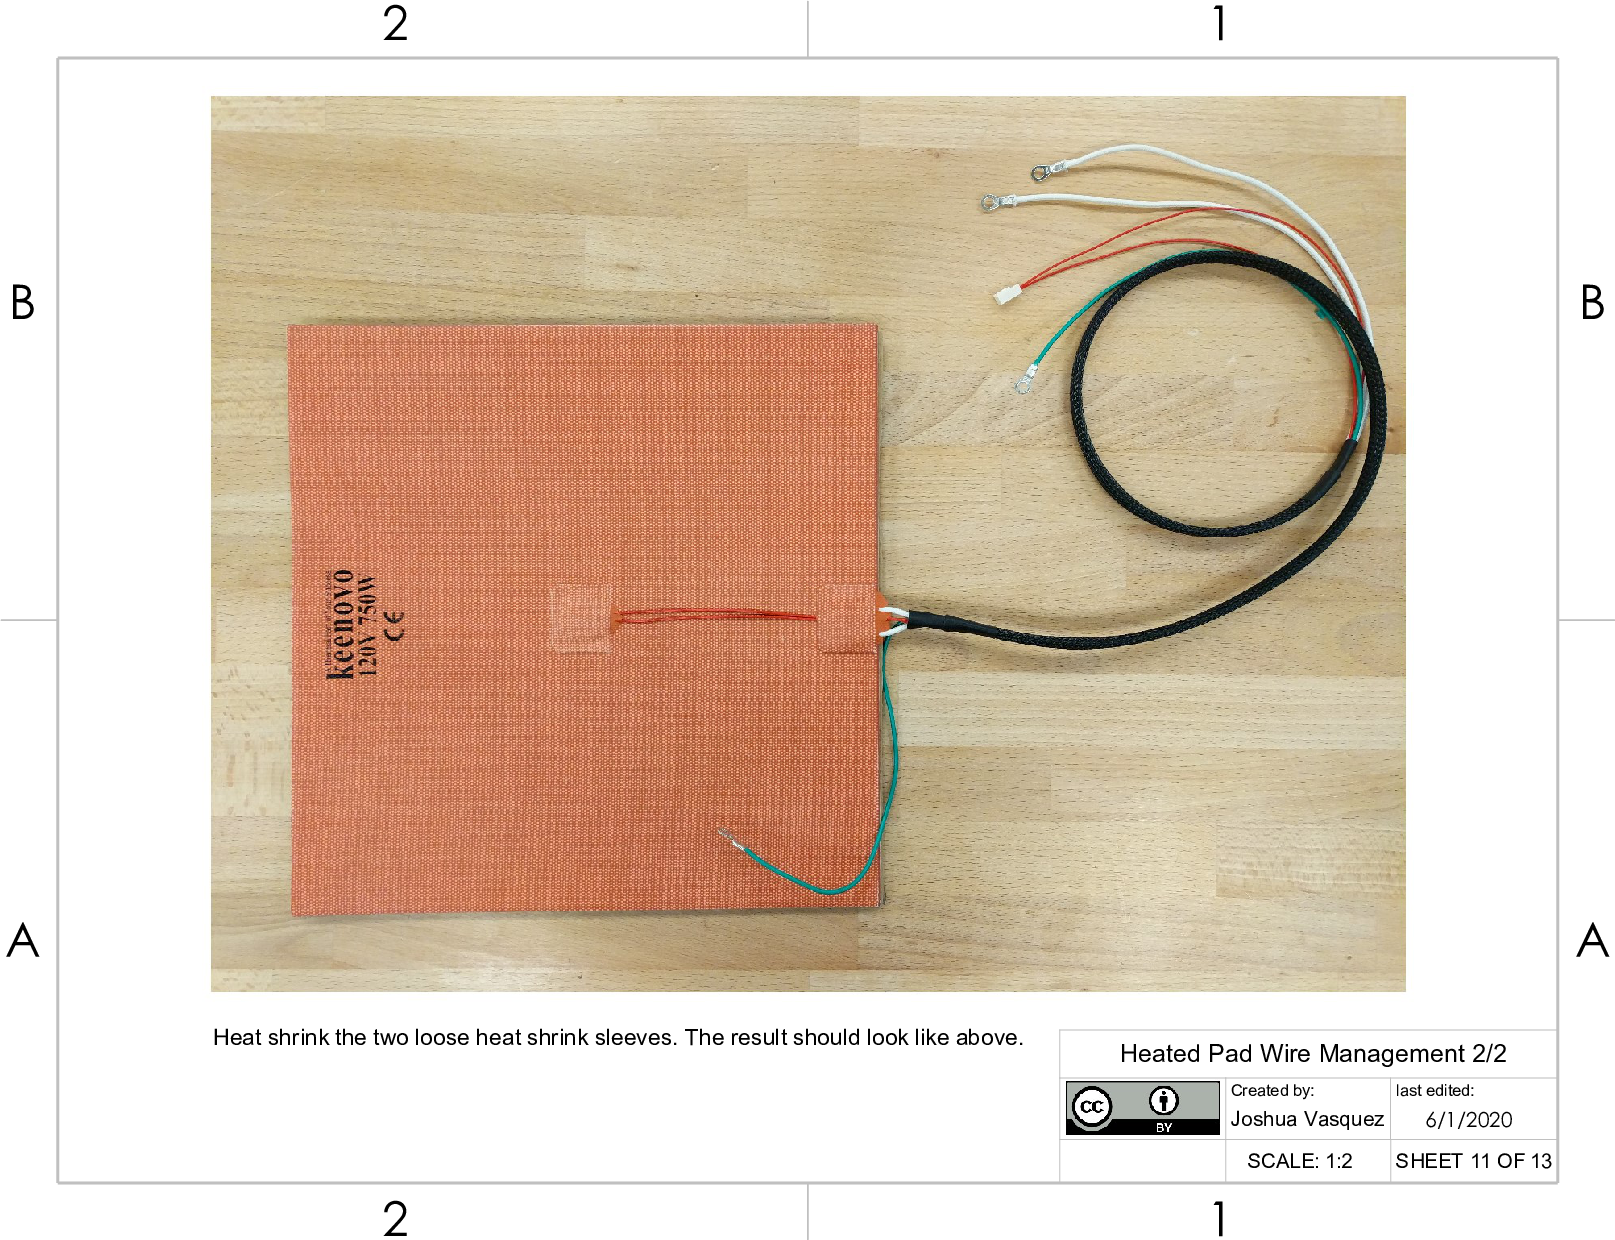 2
1
B
B
keenovo
120V 750W
CE
A
A
Heat shrink the two loose heat shrink sleeves. The result should look like above.
Heated Pad Wire Management 2/2
cc
BY
Created by:
Joshua Vasquez
last edited:
6/1/2020
SCALE: 1:2
SHEET 11 OF 13
2
1